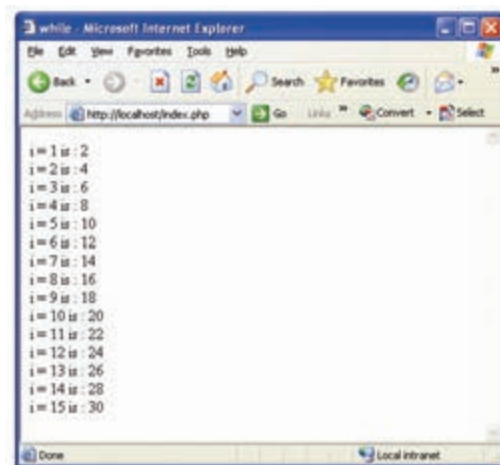 while - Microsoft Internet Explorer
File Edit View Favorites Tools Help
Back Search Favorites
Address http://localhost/index.php Go Links » Convert Select
i = 1 is : 2
i = 2 is : 4
i = 3 is : 6
i = 4 is : 8
i = 5 is : 10
i = 6 is : 12
i = 7 is : 14
i = 8 is : 16
i = 9 is : 18
i = 10 is : 20
i = 11 is : 22
i = 12 is : 24
i = 13 is : 26
i = 14 is : 28
i = 15 is : 30
Done Local intranet